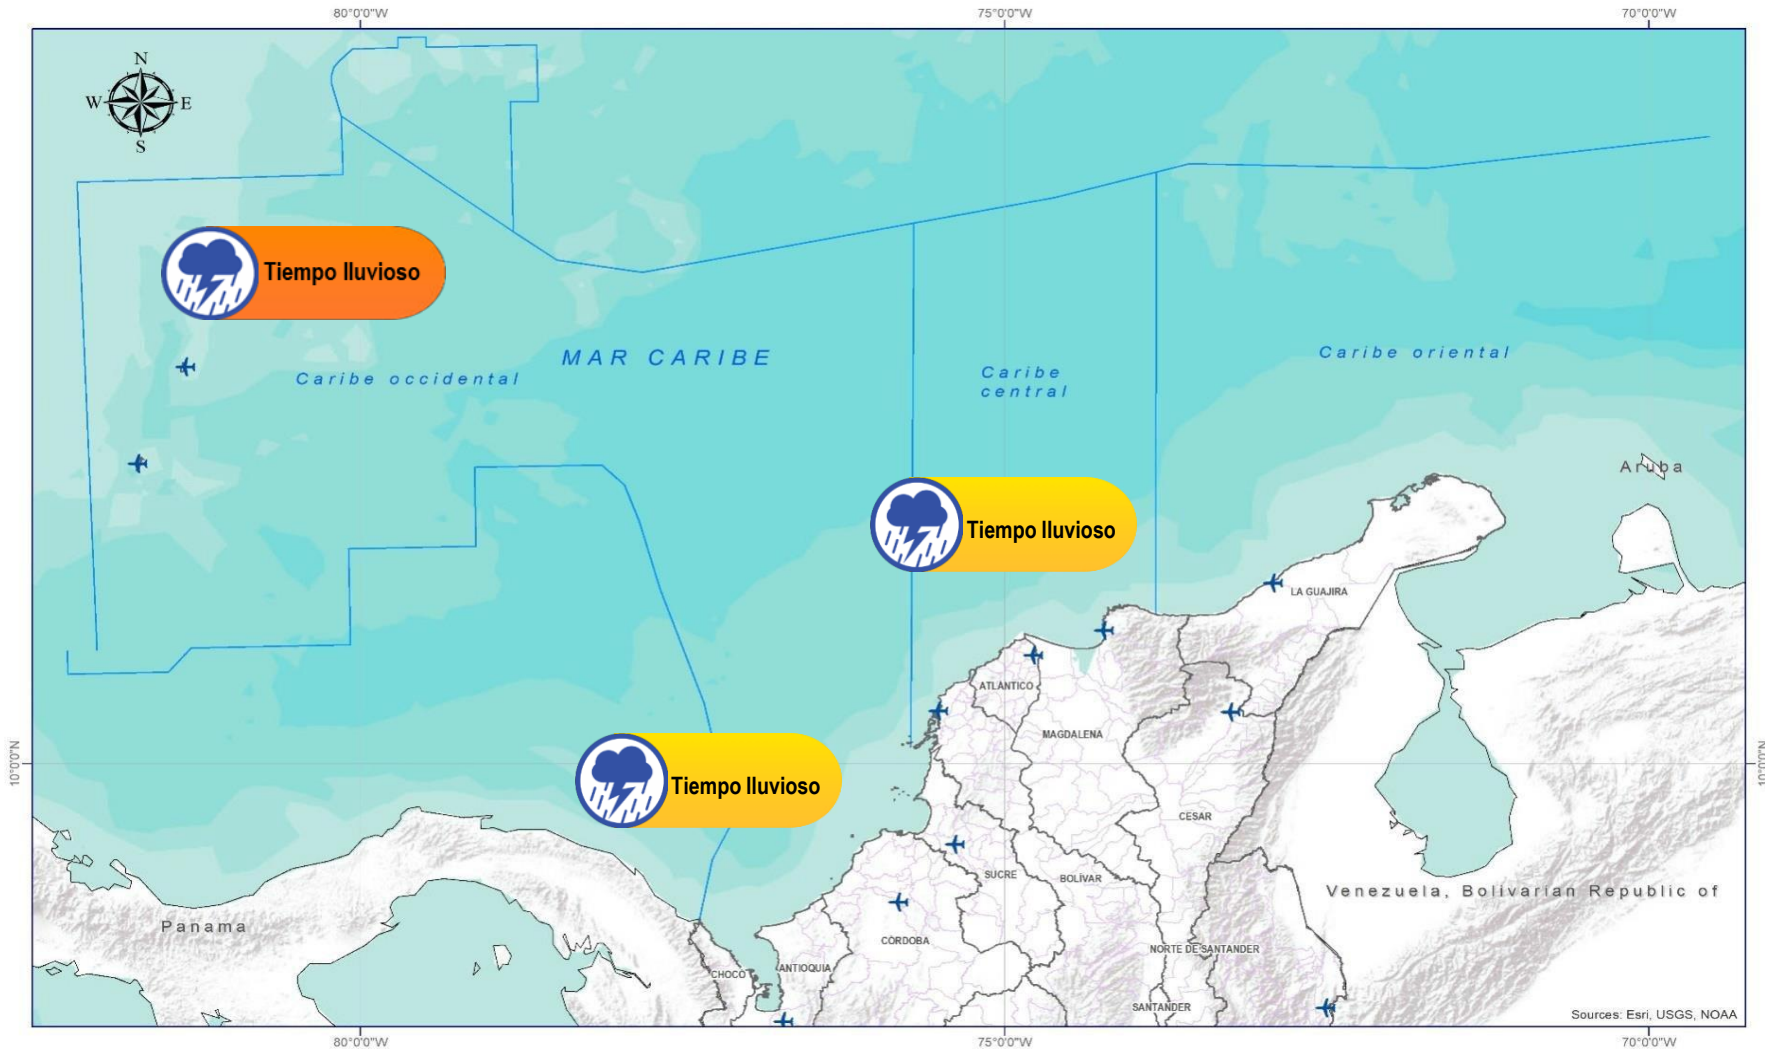 80°0'0"W
75°0'0"W
70°0'0"W
N
W
E
S
Tiempo lluvioso
MAR CARIBE
Caribe oriental
Caribe occidental
Caribe
central
Aruba
Tiempo lluvioso
LA GUAJIRA
ATLANTICO
MAGDALENA
10°0'0"N
10°0'0"N
Tiempo lluvioso
CESAR
SUCRE
BOLÍVAR
Venezuela, Bolivarian Republic of
Panama
CÓRDOBA
NORTE DE SANTANDER
CHOCO
ANTIOQUIA
SANTANDER
Sources: Esri, USGS, NOAA
80°0'0"W
75°0'0"W
70°0'0"W